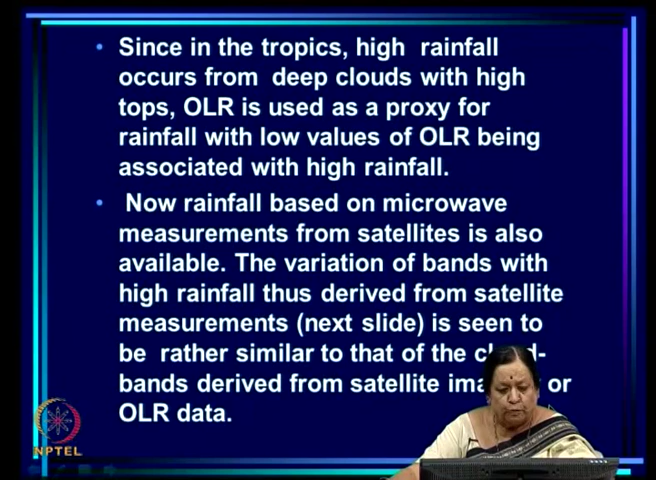 • Since in the tropics, high rainfall
occurs from deep clouds with high
tops, OLR is used as a proxy for
rainfall with low values of OLR being
associated with high rainfall.
• Now rainfall based on microwave
measurements from satellites is also
available. The variation of bands with
high rainfall thus derived from satellite
measurements (next slide) is seen to
be rather similar to that of the
bands derived from satellite or
OLR data.
NPTEL